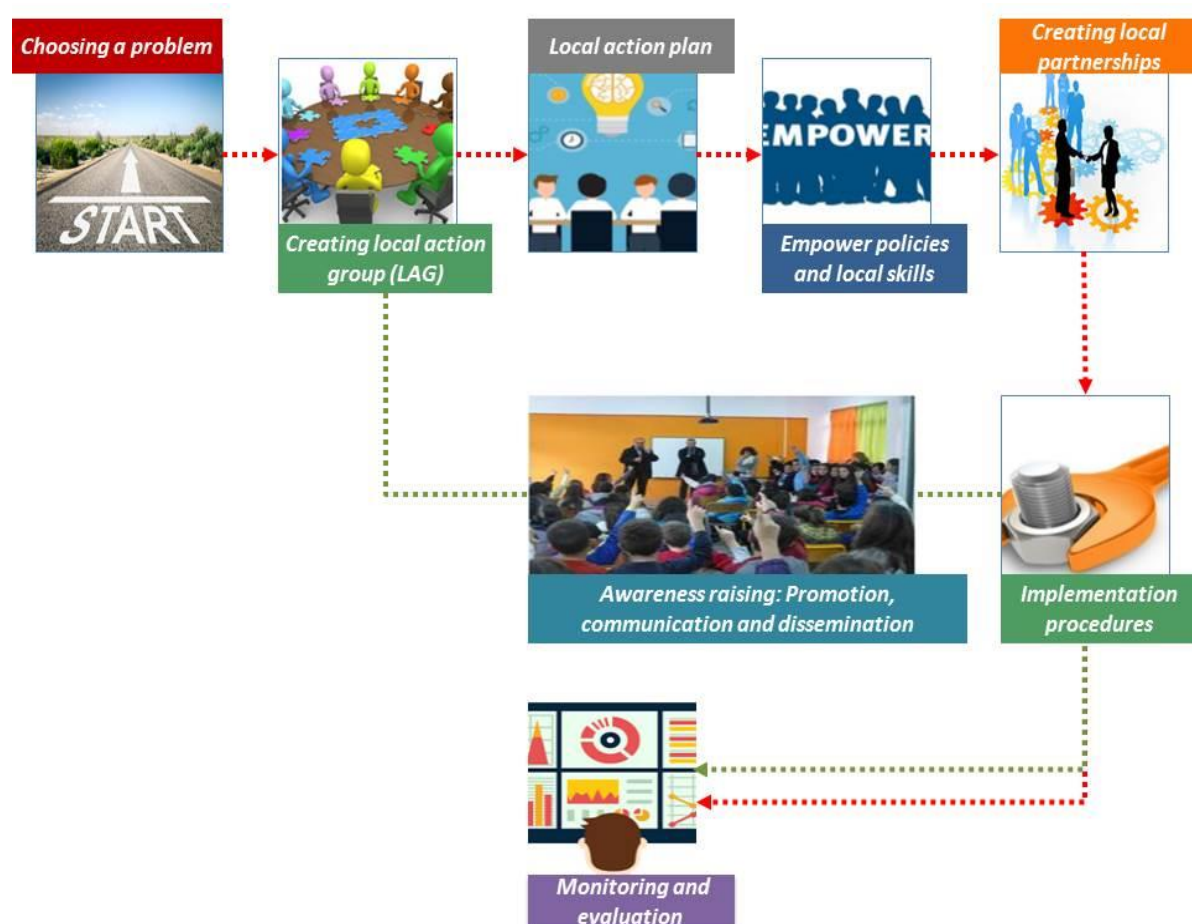 Choosing a problem
START
Creating local action
group (LAG)
Local action plan
EMPOWER
Empower policies
and local skills
Creating local
partnerships
Awareness raising: Promotion,
communication and dissemination
Implementation
procedures
Monitoring and
evaluation